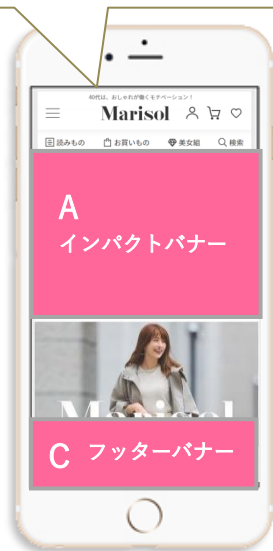 40代は、おしゃれが働くモチベーション!
Marisol
読みもの お買いもの 美女組 検索
A
インパクトバナー
Marisol
C フッターバナー